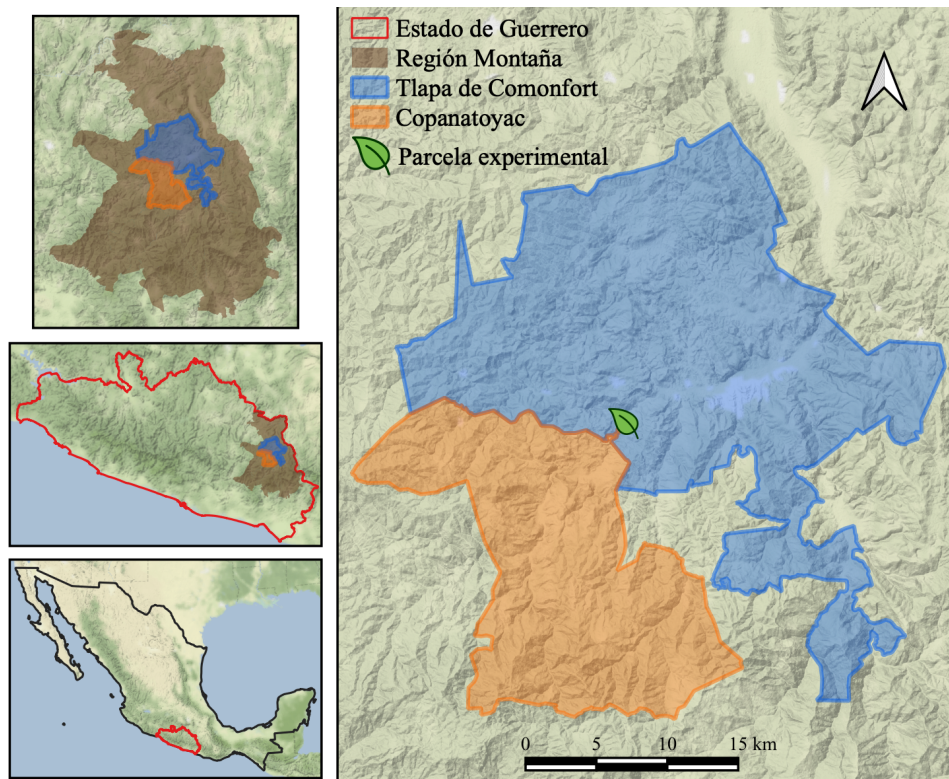 Estado de Guerrero
Región Montaña
Tlapa de Comonfort
Copanatoyac
Parcela experimental
0 5 10 15 km